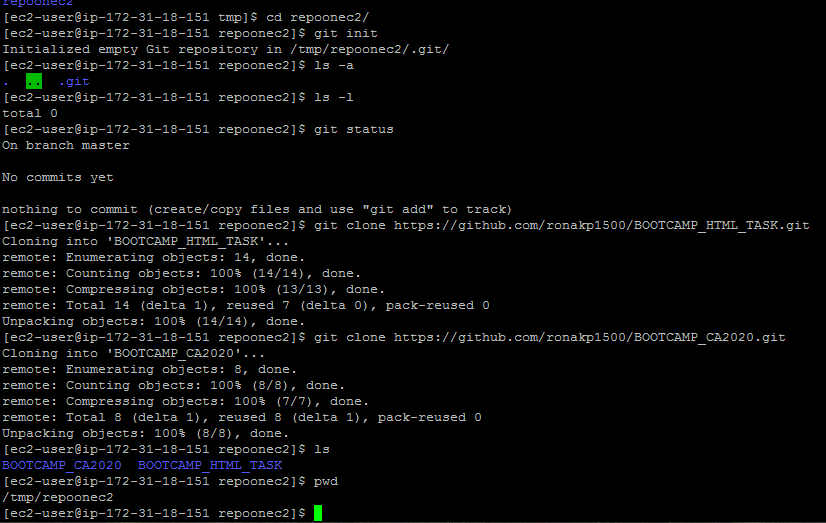 repoonec2
[ec2-user@ip-172-31-18-151 tmp]$ cd repoonec2/
[ec2-user@ip-172-31-18-151 repoonec2]$ git init
Initialized empty Git repository in /tmp/repoonec2/.git/
[ec2-user@ip-172-31-18-151 repoonec2]$ ls -a
.  ..  .git
[ec2-user@ip-172-31-18-151 repoonec2]$ ls -l
total 0
[ec2-user@ip-172-31-18-151 repoonec2]$ git status
On branch master
No commits yet
nothing to commit (create/copy files and use "git add" to track)
[ec2-user@ip-172-31-18-151 repoonec2]$ git clone https://github.com/ronakp1500/BOOTCAMP_HTML_TASK.git
Cloning into 'BOOTCAMP_HTML_TASK'...
remote: Enumerating objects: 14, done.
remote: Counting objects: 100% (14/14), done.
remote: Compressing objects: 100% (13/13), done.
remote: Total 14 (delta 1), reused 7 (delta 0), pack-reused 0
Unpacking objects: 100% (14/14), done.
[ec2-user@ip-172-31-18-151 repoonec2]$ git clone https://github.com/ronakp1500/BOOTCAMP_CA2020.git
Cloning into 'BOOTCAMP_CA2020'...
remote: Enumerating objects: 8, done.
remote: Counting objects: 100% (8/8), done.
remote: Compressing objects: 100% (7/7), done.
remote: Total 8 (delta 1), reused 8 (delta 1), pack-reused 0
Unpacking objects: 100% (8/8), done.
[ec2-user@ip-172-31-18-151 repoonec2]$ ls
BOOTCAMP_CA2020  BOOTCAMP_HTML_TASK
[ec2-user@ip-172-31-18-151 repoonec2]$ pwd
/tmp/repoonec2
[ec2-user@ip-172-31-18-151 repoonec2]$